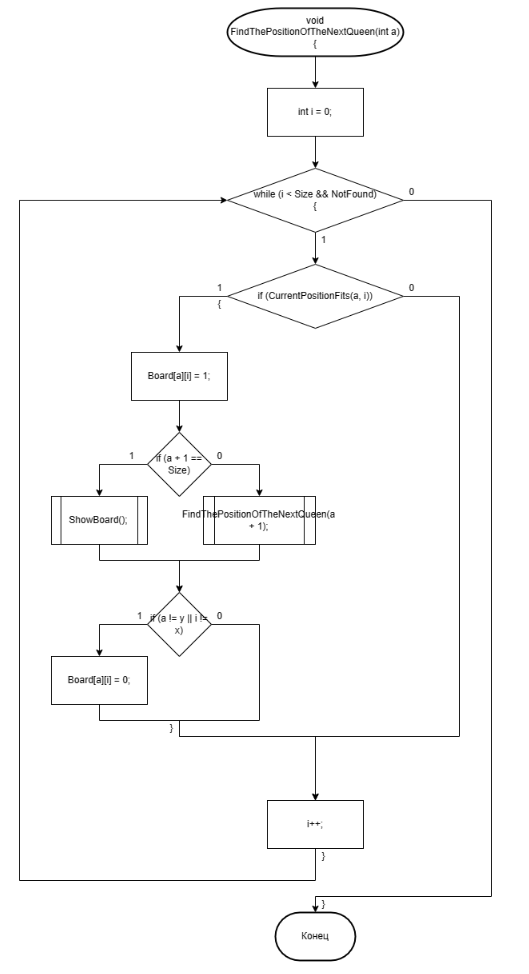 void
FindThePositionOfTheNextQueen(int a)
{
int i = 0;
while (i < Size && NotFound)
{
0
1
if (CurrentPositionFits(a, i))
1
{
0
Board[a][i] = 1;
if (a + 1 ==
Size)
1
0
ShowBoard();
FindThePositionOfTheNextQueen(a
+ 1);
if (a != y || i !=
x)
1
0
Board[a][i] = 0;
}
i++;
}
}
Конец